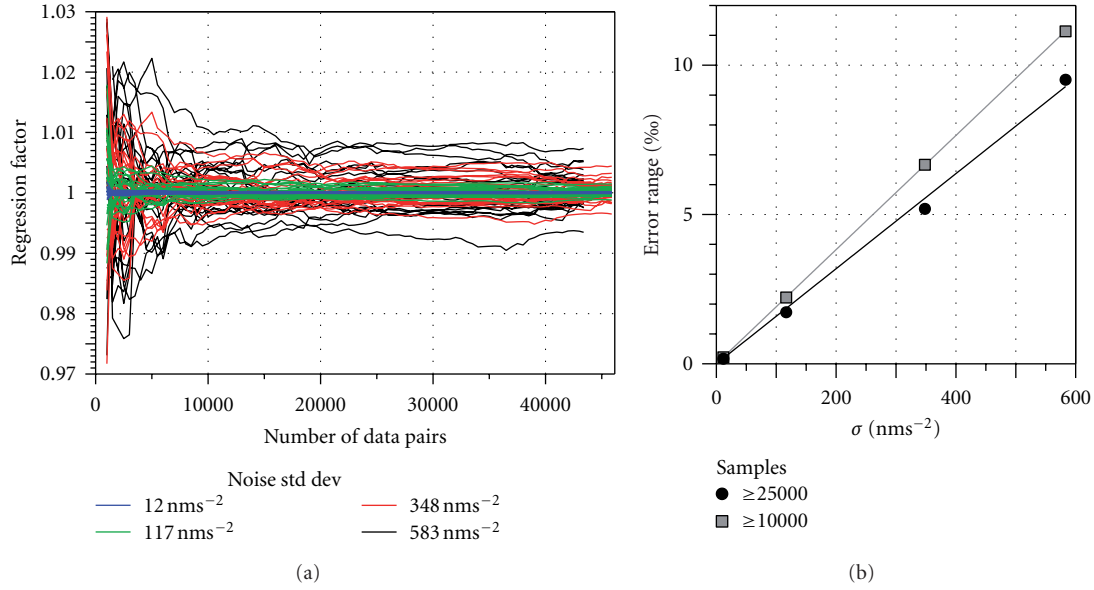 1.03
1.02
1.01
1
0.99
0.98
0.97
Regression factor
0 10000 20000 30000 40000
Number of data pairs
Noise std dev
12 nms⁻² 348 nms⁻²
117 nms⁻² 583 nms⁻²
(a)
10
5
0
Error range (‰)
0 200 400 600
σ (nms⁻²)
Samples
≥25000
≥10000
(b)